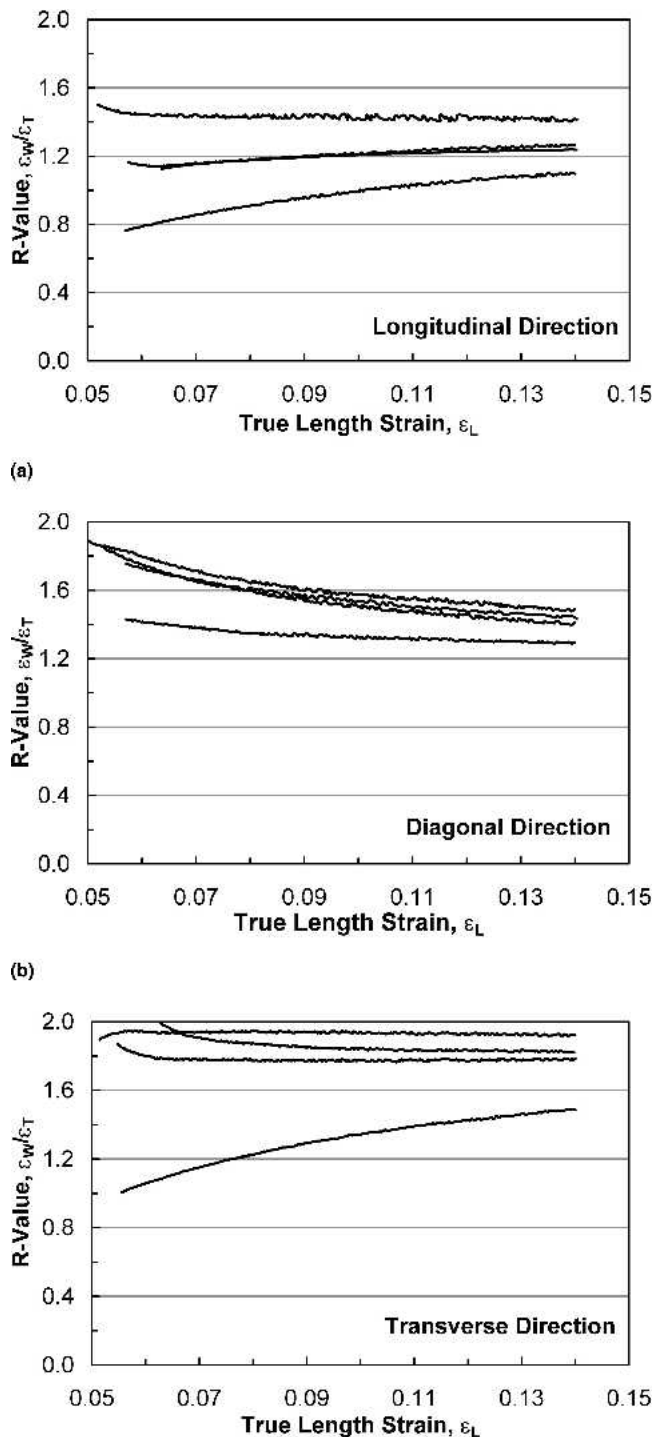 2.0
1.6
1.2
0.8
0.4
0.0
R-Value, εW/εT
Longitudinal Direction
0.05 0.07 0.09 0.11 0.13 0.15
True Length Strain, εL
(a)
2.0
1.6
1.2
0.8
0.4
0.0
R-Value, εW/εT
Diagonal Direction
0.05 0.07 0.09 0.11 0.13 0.15
True Length Strain, εL
(b)
2.0
1.6
1.2
0.8
0.4
0.0
R-Value, εW/εT
Transverse Direction
0.05 0.07 0.09 0.11 0.13 0.15
True Length Strain, εL